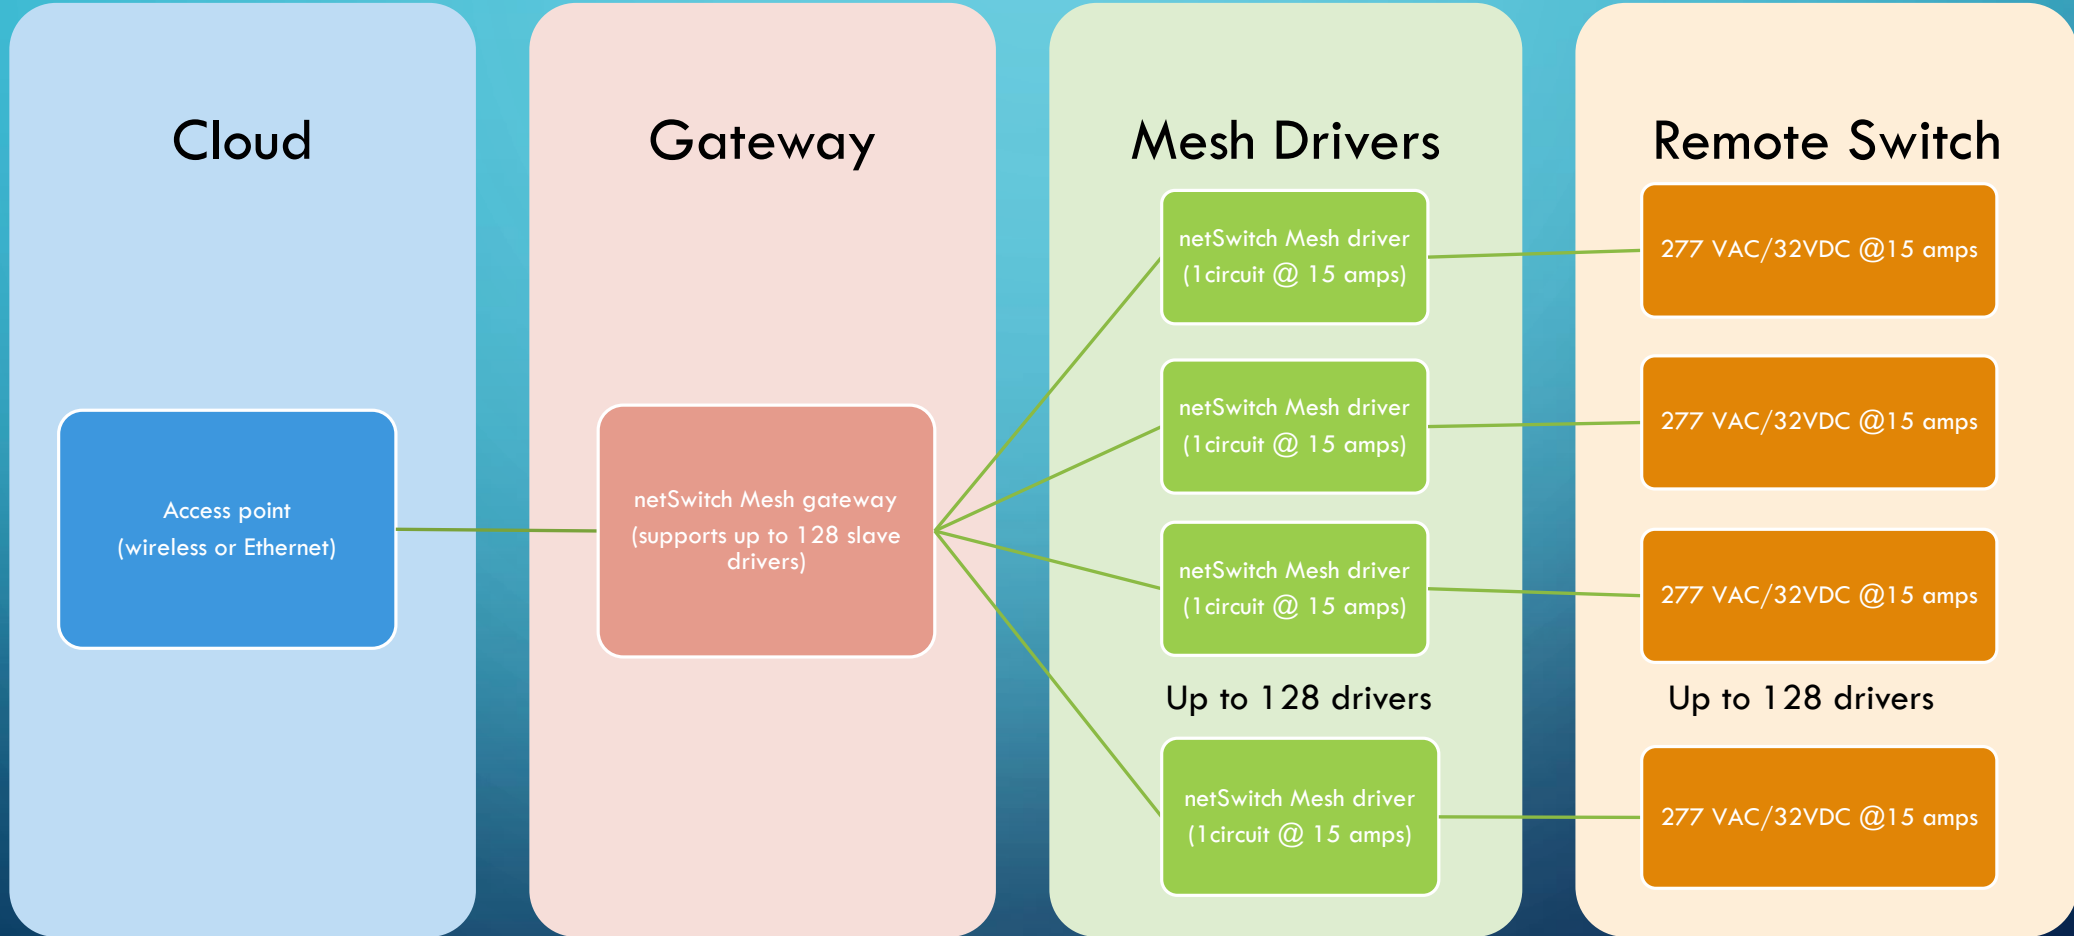 Cloud
Access point
(wireless or Ethernet)
Gateway
netSwitch Mesh gateway
(supports up to 128 slave
drivers)
Mesh Drivers
netSwitch Mesh driver
(1circuit @ 15 amps)
netSwitch Mesh driver
(1circuit @ 15 amps)
netSwitch Mesh driver
(1circuit @ 15 amps)
Up to 128 drivers
netSwitch Mesh driver
(1circuit @ 15 amps)
Remote Switch
277 VAC/32VDC @15 amps
277 VAC/32VDC @15 amps
277 VAC/32VDC @15 amps
Up to 128 drivers
277 VAC/32VDC @15 amps